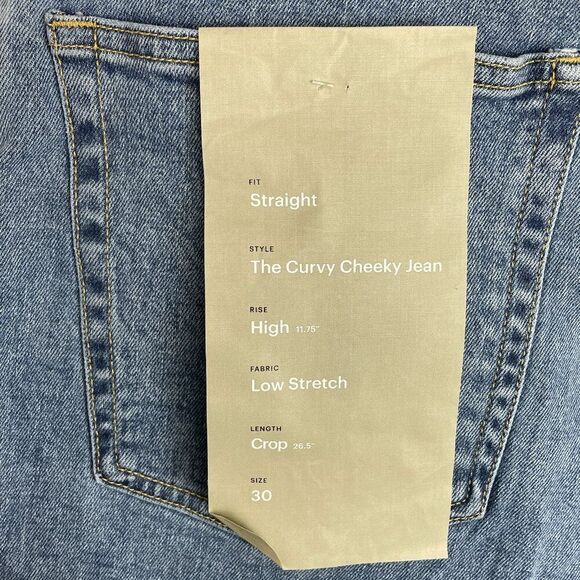 FIT
Straight
STYLE
The Curvy Cheeky Jean
RISE
High 11.75"
FABRIC
Low Stretch
LENGTH
Crop 26.5"
SIZE
30